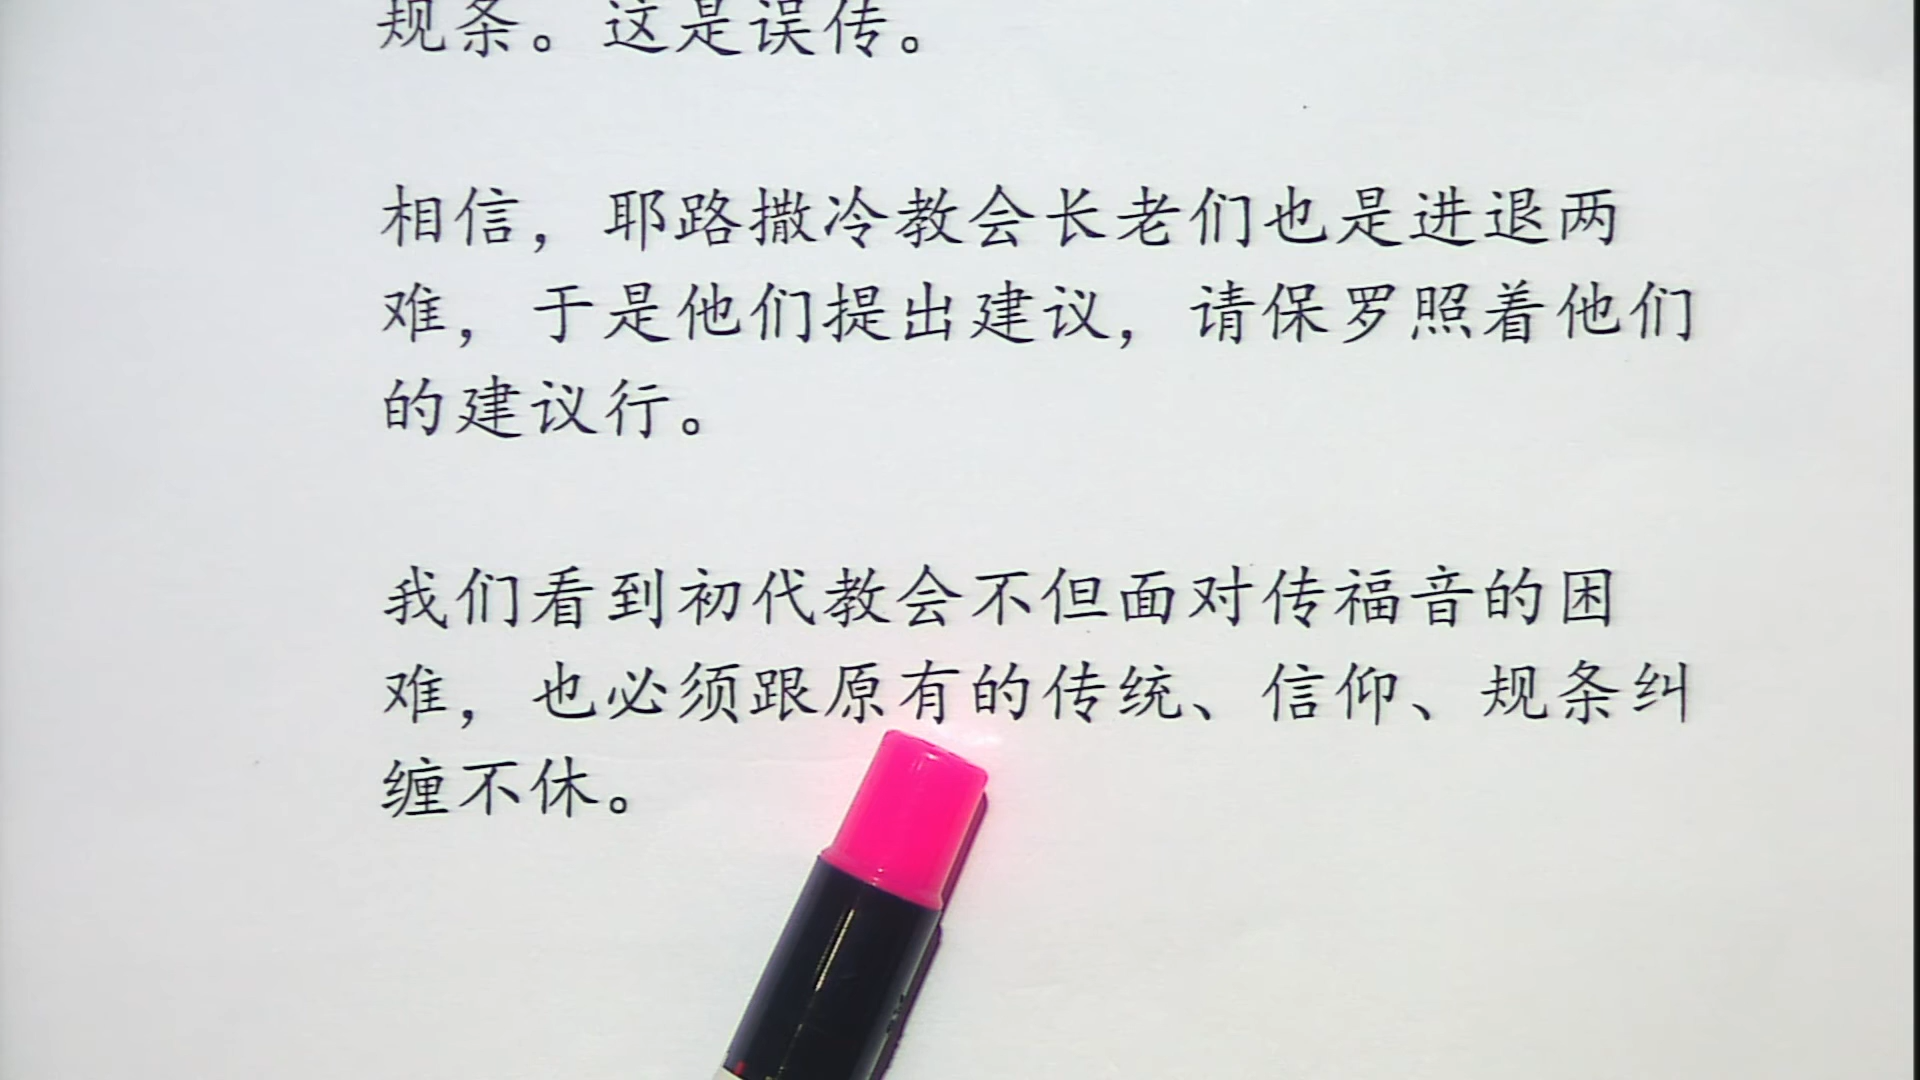 规条。这是误传。
相信，耶路撒冷教会长老们也是进退两
难，于是他们提出建议，请保罗照着他们
的建议行。
我们看到初代教会不但面对传福音的困
难，也必须跟原有的传统、信仰、规条纠
缠不休。